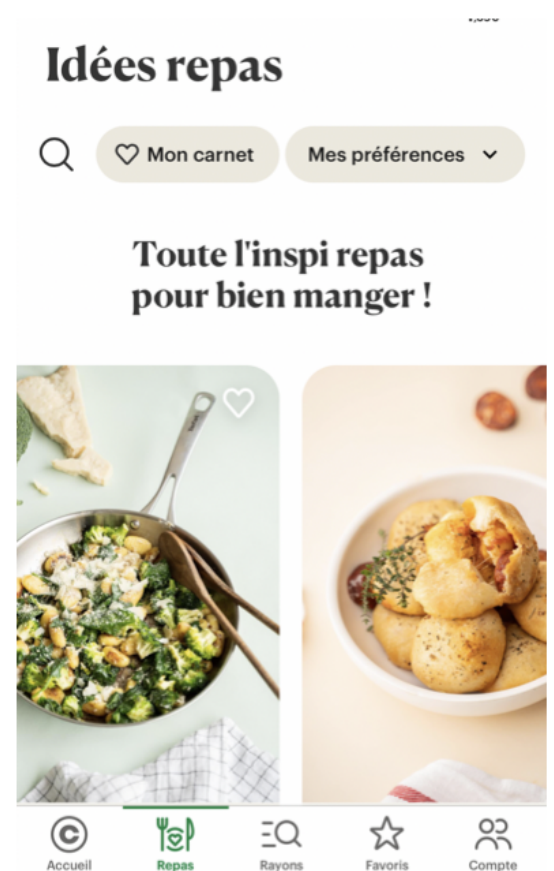 Idées repas
Mon carnet
Mes préférences
Toute l'inspi repas
pour bien manger !
Accueil
Repas
Rayons
Favoris
Compte